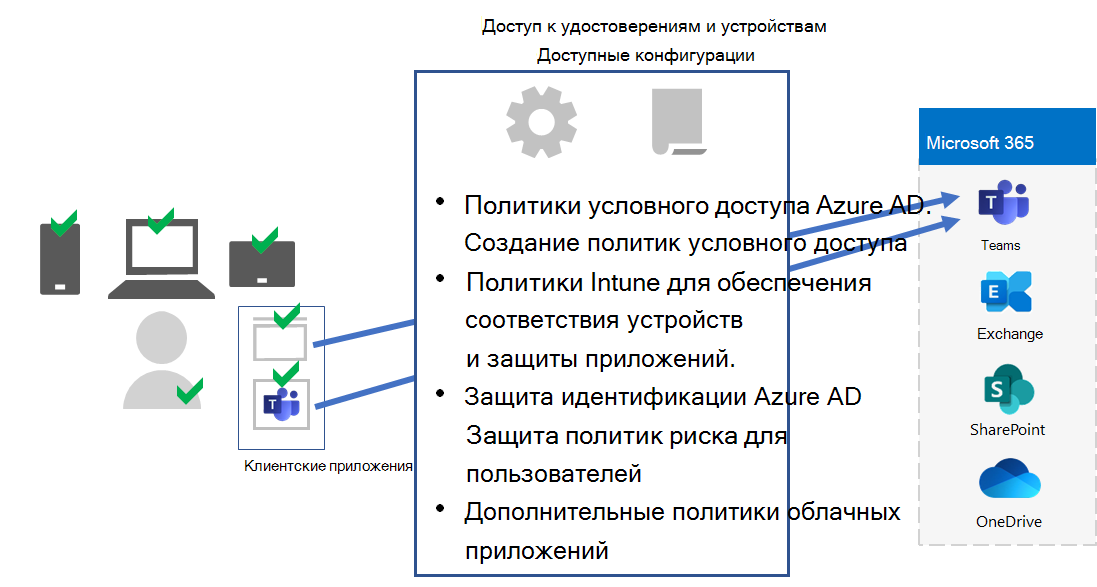 Доступ к удостоверениям и устройствам
Доступные конфигурации
Microsoft 365
• Политики условного доступа Azure AD.
Создание политик условного доступа
• Политики Intune для обеспечения
соответствия устройств
и защиты приложений.
• Защита идентификации Azure AD
Защита политик риска для
пользователей
• Дополнительные политики облачных
приложений
T
Клиентские приложения
T
Teams
E
Exchange
S
SharePoint
OneDrive